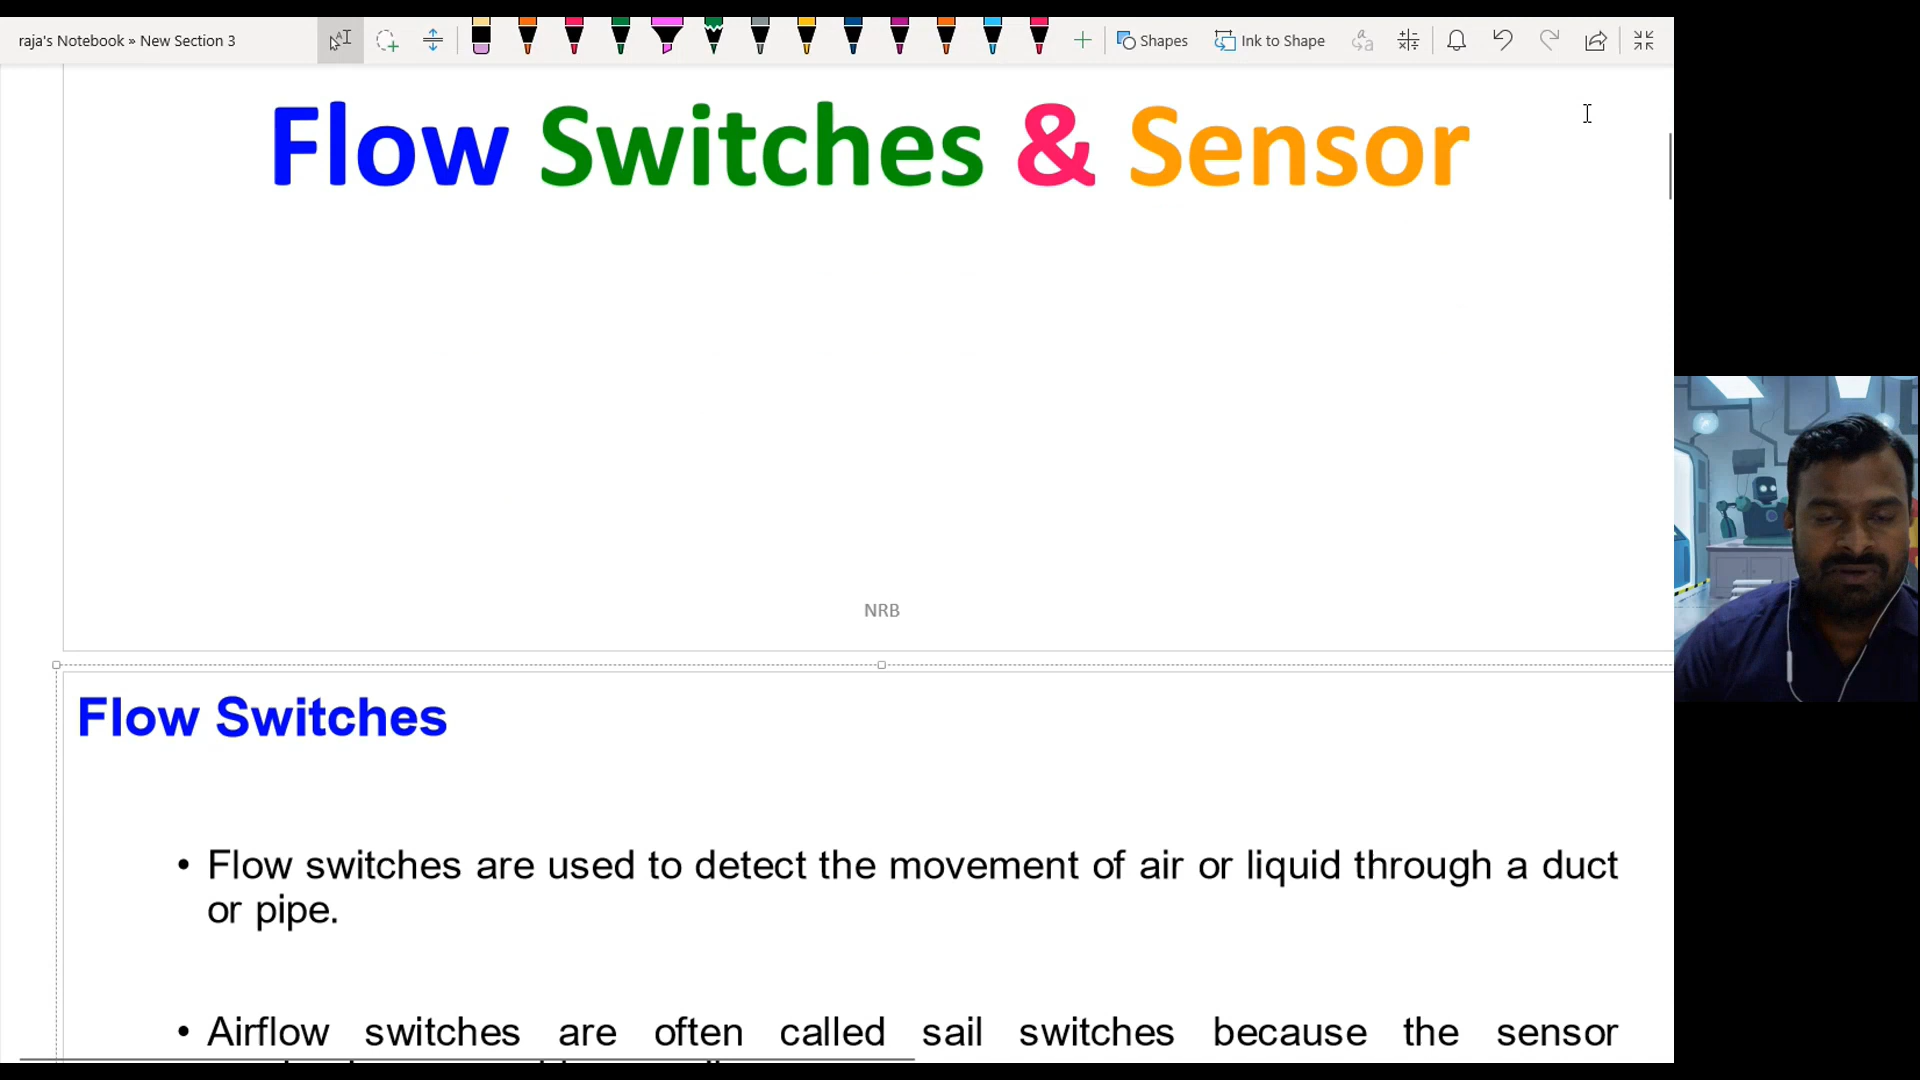 raja's Notebook » New Section 3
Shapes
Ink to Shape
Flow Switches & Sensor
NRB
Flow Switches
• Flow switches are used to detect the movement of air or liquid through a duct
or pipe.
• Airflow switches are often called sail switches because the sensor